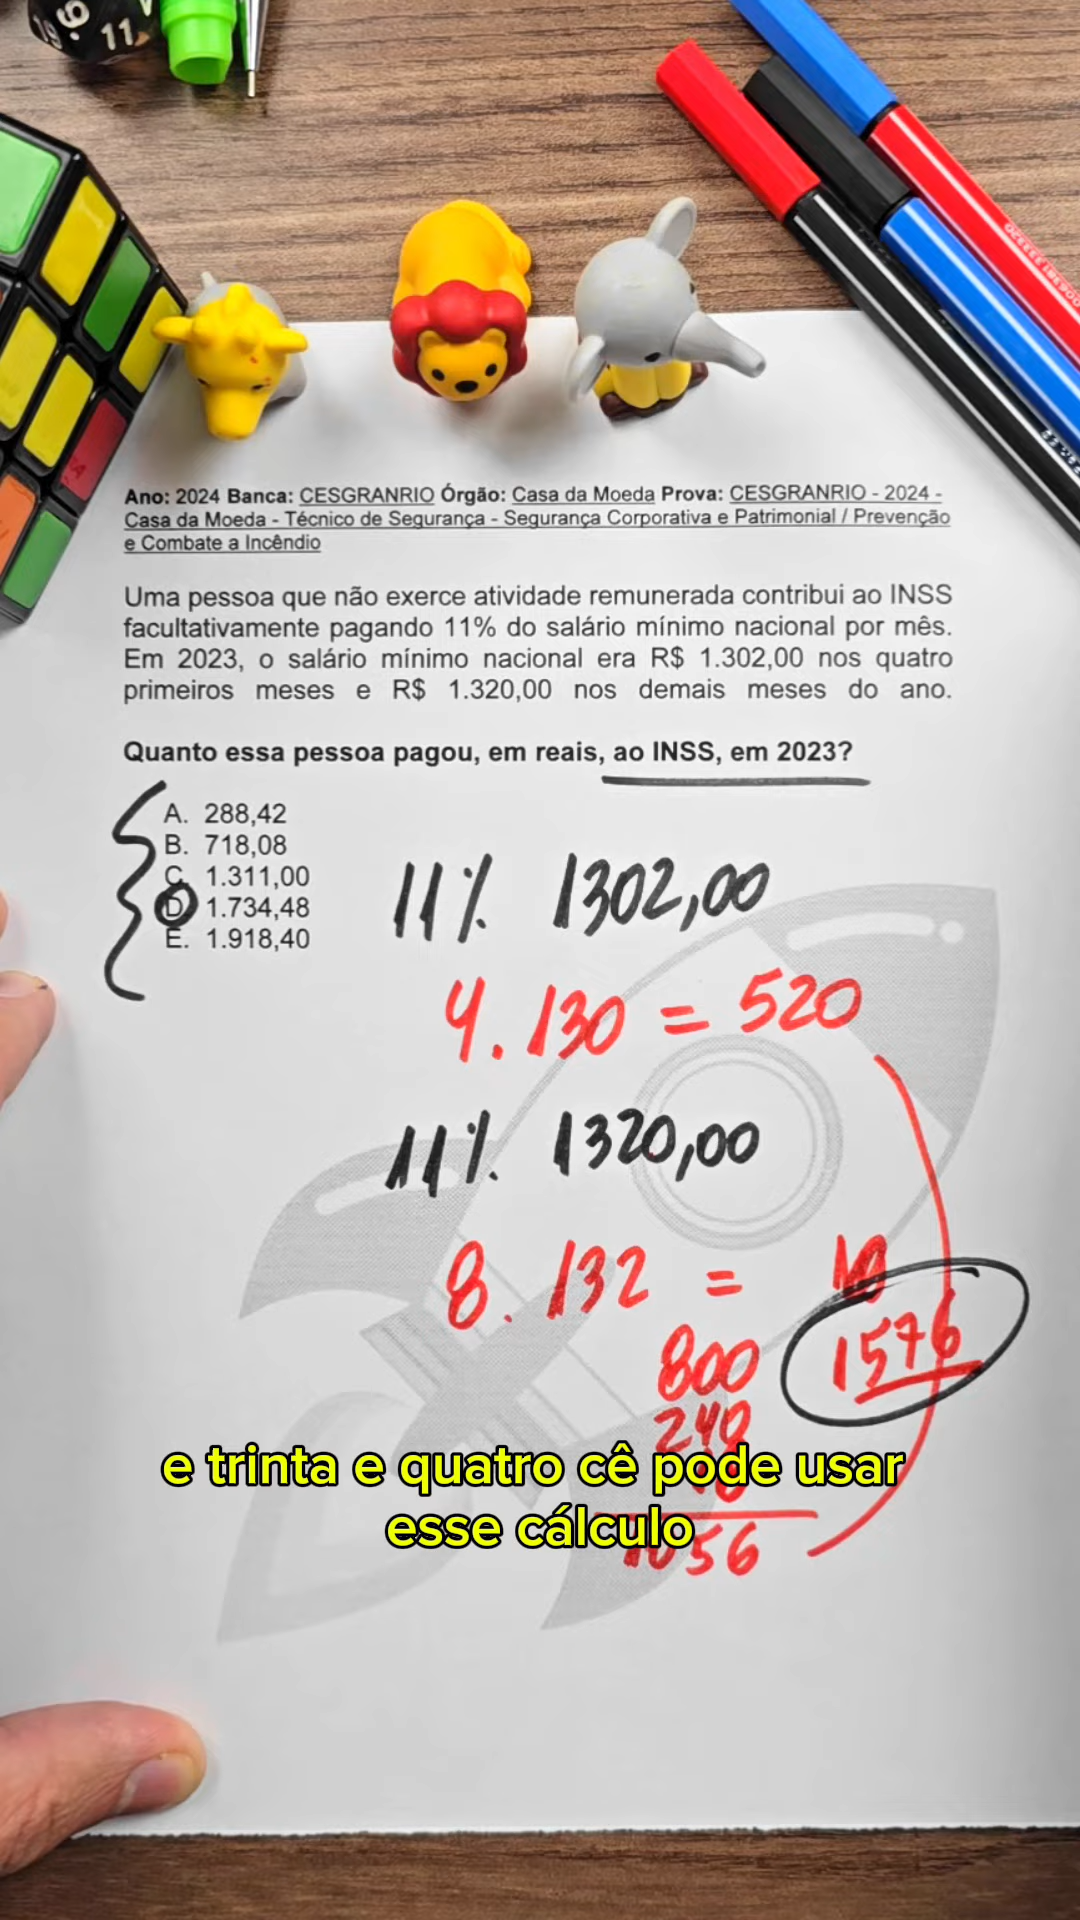 Ano: 2024 Banca: CESGRANRIO Órgão: Casa da Moeda Prova: CESGRANRIO - 2024 -
Casa da Moeda - Técnico de Segurança - Segurança Corporativa e Patrimonial / Prevenção
e Combate a Incêndio
Uma pessoa que não exerce atividade remunerada contribui ao INSS
facultativamente pagando 11% do salário mínimo nacional por mês.
Em 2023, o salário mínimo nacional era R$ 1.302,00 nos quatro
primeiros meses e R$ 1.320,00 nos demais meses do ano.
Quanto essa pessoa pagou, em reais, ao INSS, em 2023?
A. 288,42
B. 718,08
C. 1.311,00
D. 1.734,48
E. 1.918,40
11% 1302,00
4. 130 = 520
11% 1320,00
8. 132 =
1576
800
240
e trinta e quatro cê pode usar
esse cálculo
1056